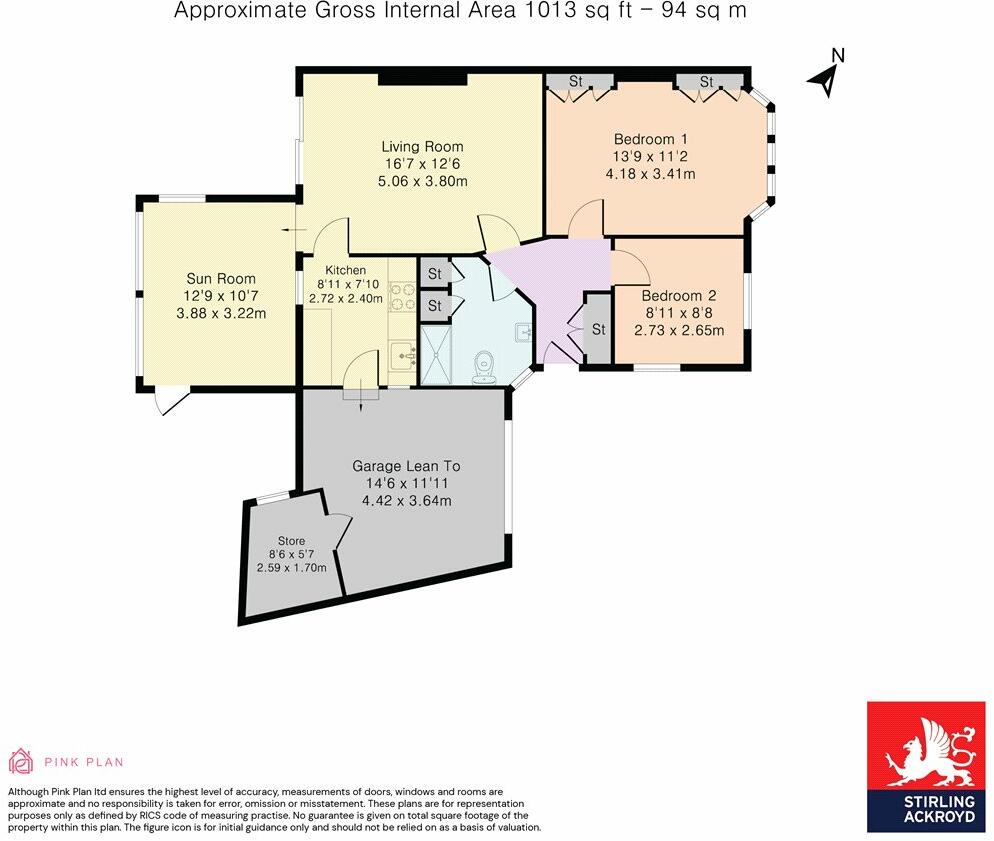 Approximate Gross Internal Area 1013 sq ft – 94 sq m
N
St
St
Living Room
16'7 x 12'6
5.06 x 3.80m
Bedroom 1
13'9 x 11'2
4.18 x 3.41m
Sun Room
12'9 x 10'7
3.88 x 3.22m
Kitchen
8'11 x 7'10
2.72 x 2.40m
St
St
St
Bedroom 2
8'11 x 8'8
2.73 x 2.65m
Garage Lean To
14'6 x 11'11
4.42 x 3.64m
Store
8'6 x 5'7
2.59 x 1.70m
PINK PLAN
Although Pink Plan ltd ensures the highest level of accuracy, measurements of doors, windows and rooms are
approximate and no responsibility is taken for error, omission or misstatement. These plans are for representation
purposes only as defined by RICS code of measuring practise. No guarantee is given on total square footage of the
property within this plan. The figure icon is for initial guidance only and should not be relied on as a basis of valuation.
STIRLING
ACKROYD